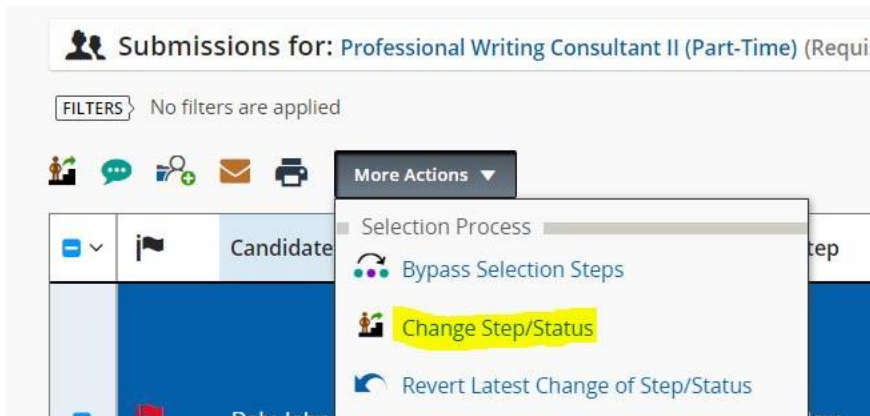 Submissions for: Professional Writing Consultant II (Part-Time) (Requi
FILTERS No filters are applied
More Actions
Selection Process
Candidate
tep
Bypass Selection Steps
Change Step/Status
Revert Latest Change of Step/Status